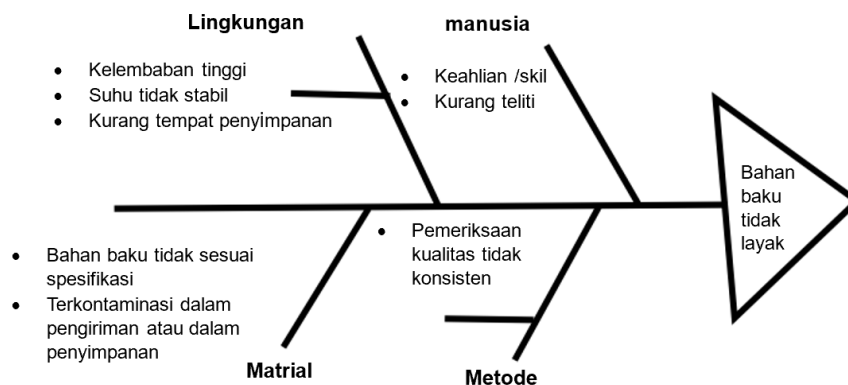 Lingkungan
manusia
• Kelembaban tinggi
• Suhu tidak stabil
• Kurang tempat penyimpanan
• Keahlian /skil
• Kurang teliti
Bahan
baku
tidak
layak
• Bahan baku tidak sesuai
spesifikasi
• Terkontaminasi dalam
pengiriman atau dalam
penyimpanan
• Pemeriksaan
kualitas tidak
konsisten
Matrial
Metode